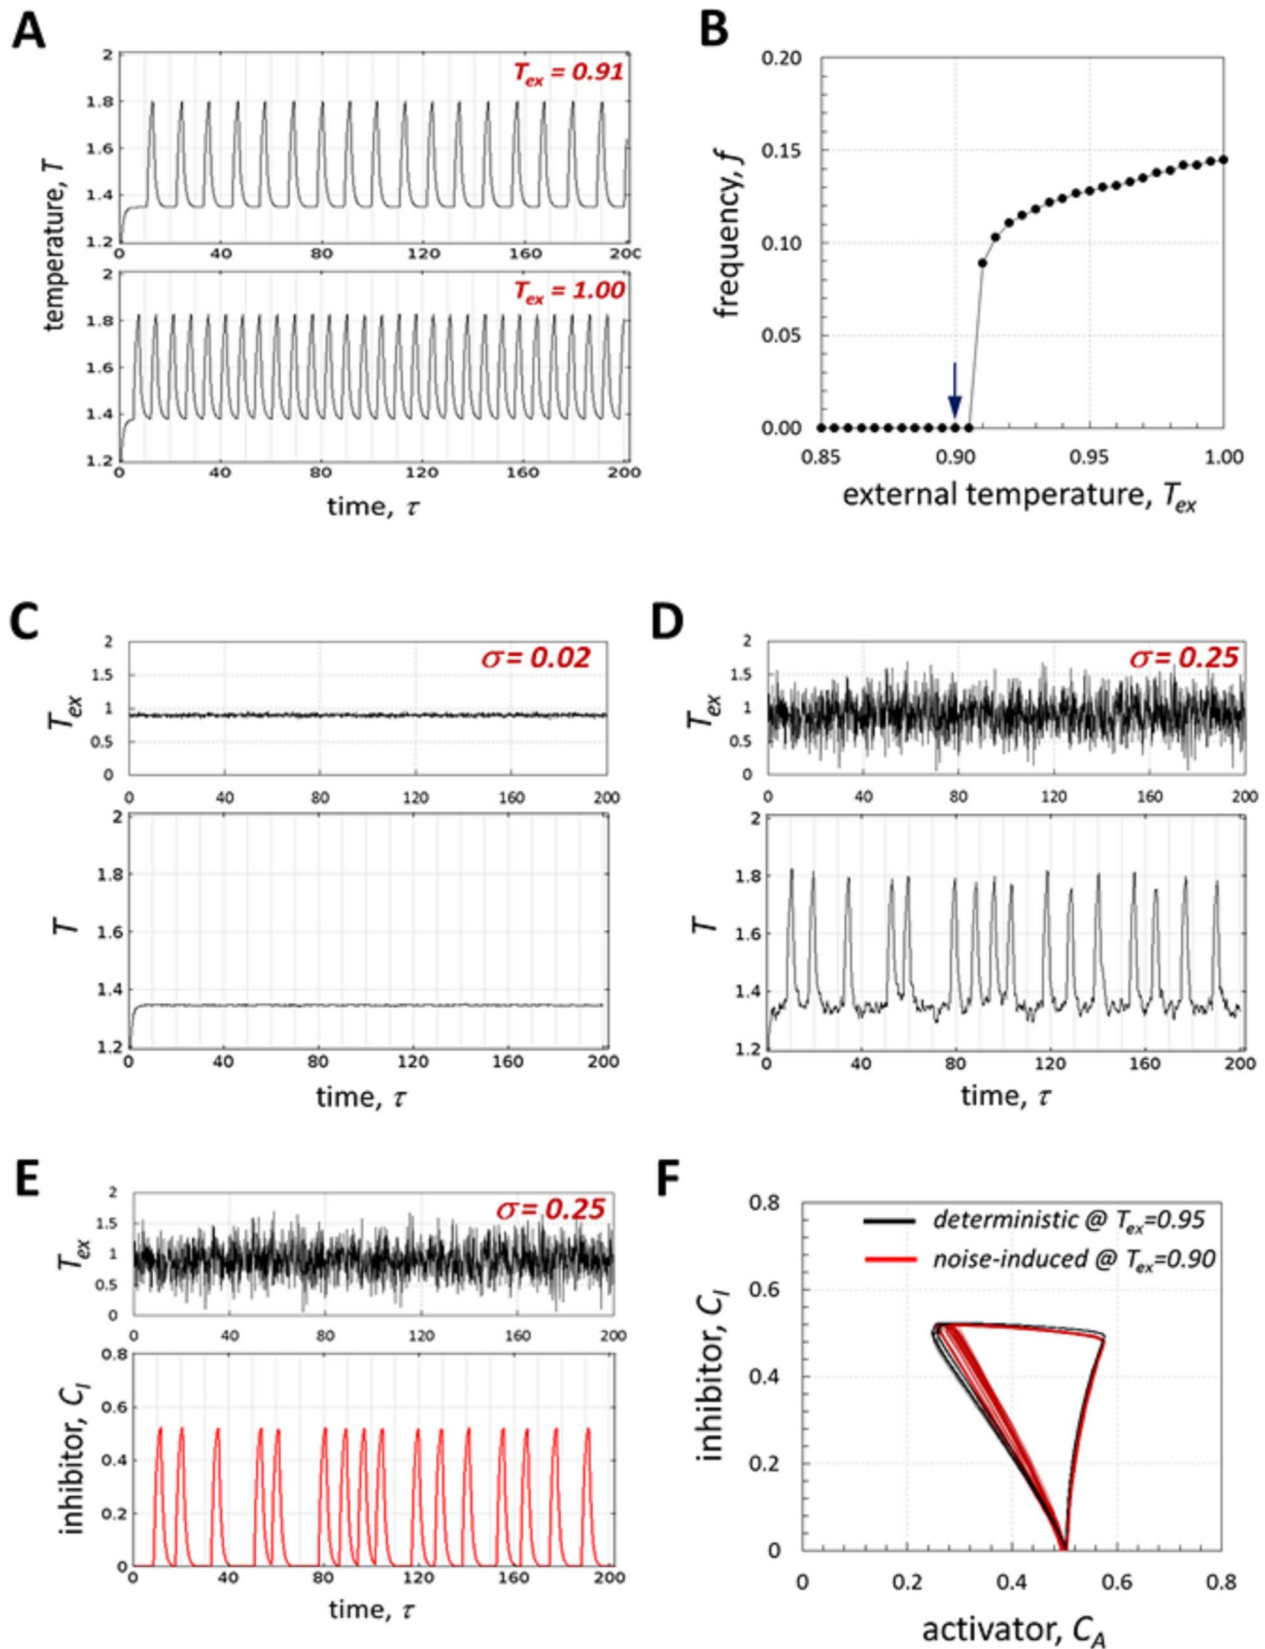 A
temperature, T
2
1.8
1.6
1.4
1.2
T_ex = 0.91
0 40 80 120 160 200
2
1.8
1.6
1.4
1.2
T_ex = 1.00
0 40 80 120 160 200
time, τ
B
frequency, f
0.20
0.15
0.10
0.05
0.00
0.85 0.90 0.95 1.00
external temperature, T_ex
C
T_ex
2
1.5
1
0.5
0
σ = 0.02
0 40 80 120 160 200
T
2
1.8
1.6
1.4
1.2
0 40 80 120 160 200
time, τ
D
T_ex
2
1.5
1
0.5
0
σ = 0.25
0 40 80 120 160 200
T
2
1.8
1.6
1.4
1.2
0 40 80 120 160 200
time, τ
E
T_ex
2
1.5
1
0.5
0
σ = 0.25
0 40 80 120 160 200
inhibitor, C_I
0.8
0.6
0.4
0.2
0
0 40 80 120 160 200
time, τ
F
inhibitor, C_I
0.8
0.6
0.4
0.2
0
deterministic @ T_ex=0.95
noise-induced @ T_ex=0.90
0 0.2 0.4 0.6 0.8
activator, C_A